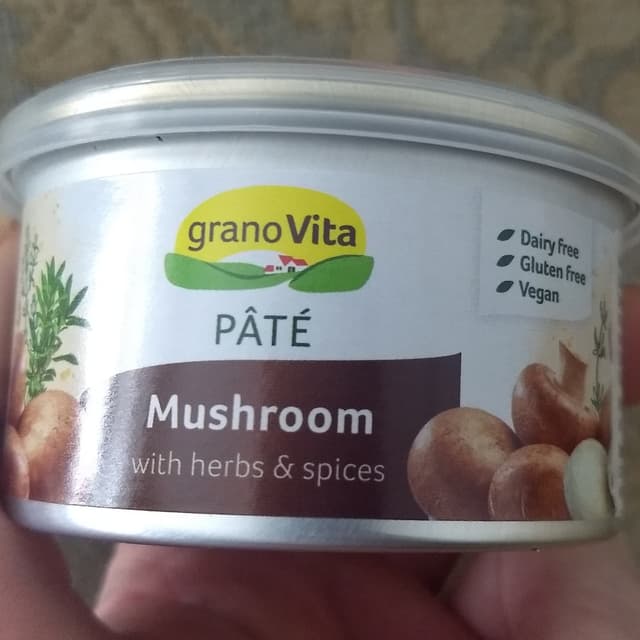 granoVita
PÂTÉ
Mushroom
with herbs & spices
Dairy free
Gluten free
Vegan